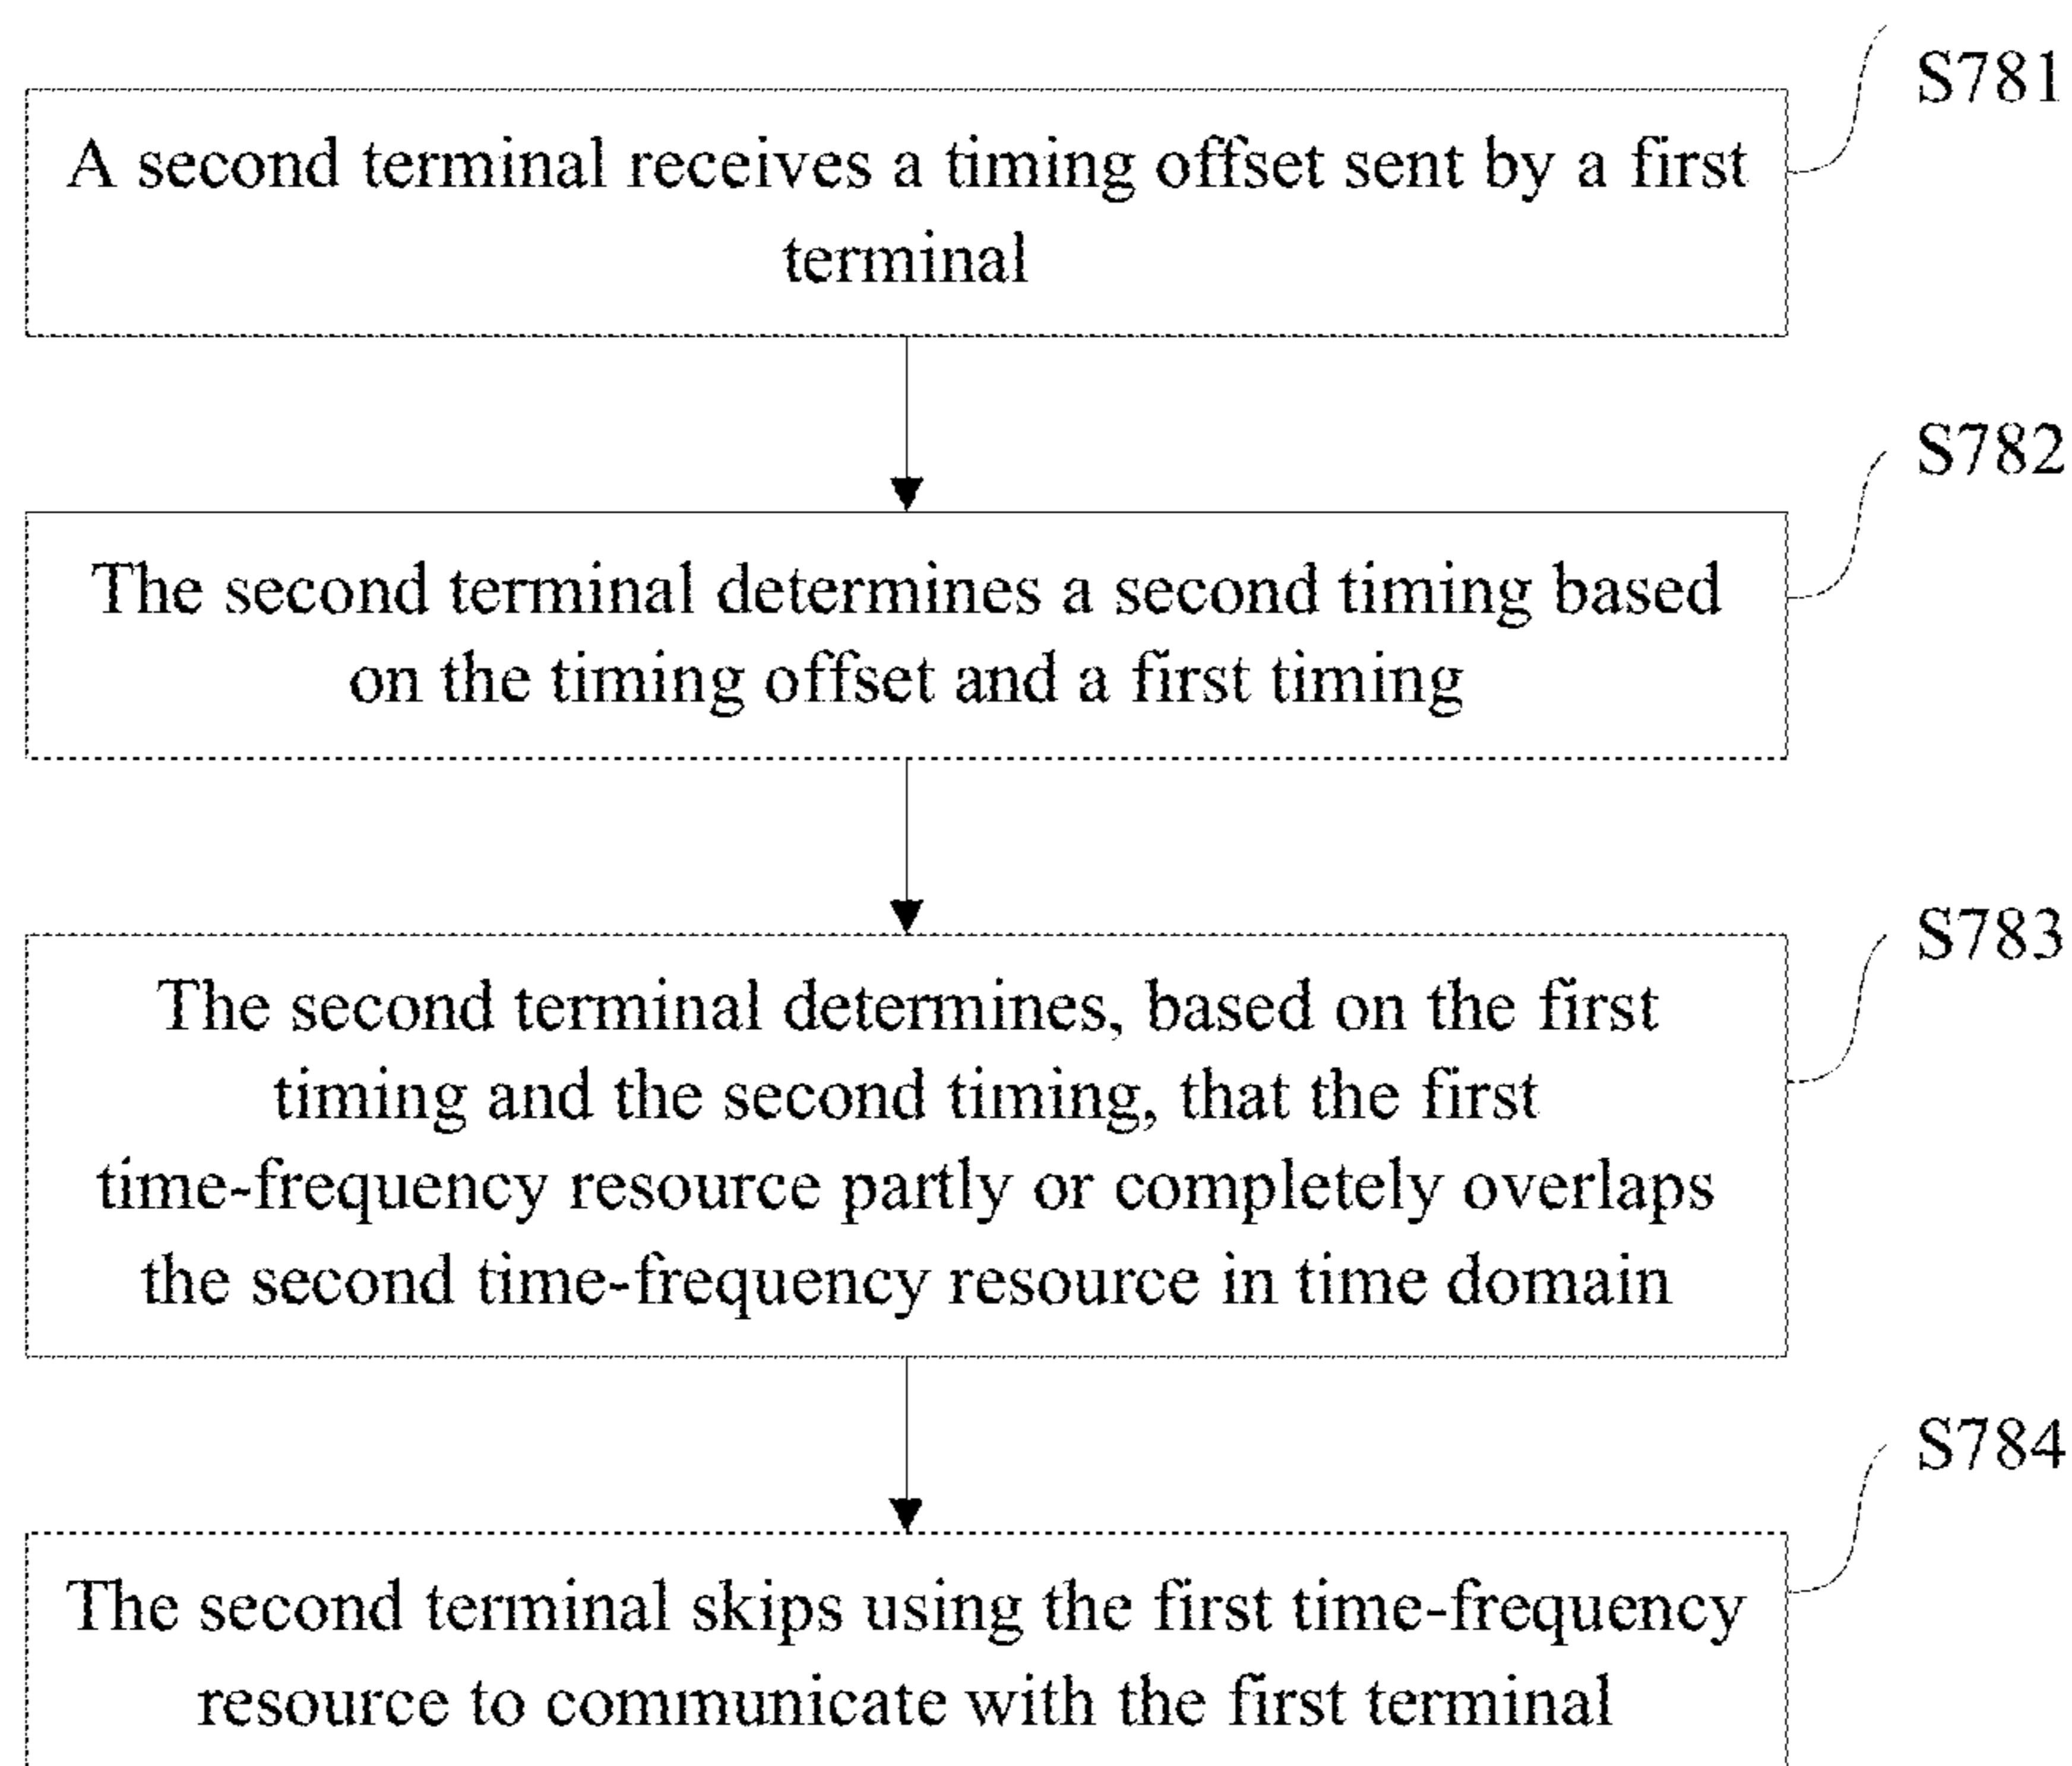 S781
A second terminal receives a timing offset sent by a first
terminal
S782
The second terminal determines a second timing based
on the timing offset and a first timing
S783
The second terminal determines, based on the first
timing and the second timing, that the first
time-frequency resource partly or completely overlaps
the second time-frequency resource in time domain
S784
The second terminal skips using the first time-frequency
resource to communicate with the first terminal